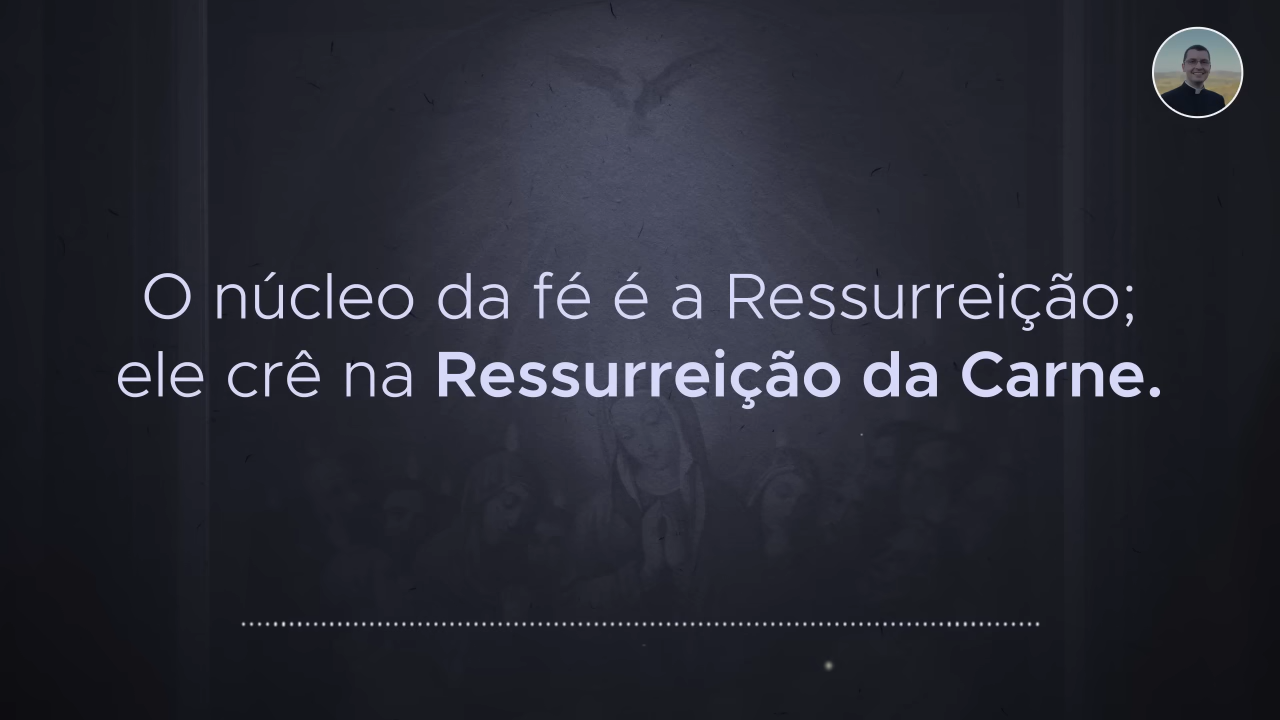 O núcleo da fé é a Ressurreição;
ele crê na Ressurreição da Carne.